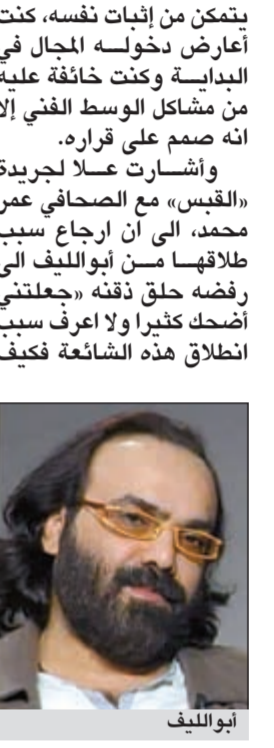 يتمكن من إثبات نفسه، كنت
أعارض دخوله المجال في
البداية وكنت خائفة عليه
من مشاكل الوسط الفني إلا
انه صمم على قراره.
وأشارت علا لجريدة
«القبس» مع الصحافي عمر
محمد، الى ان ارجاع سبب
طلاقها من أبوالليف الى
رفضه حلق ذقنه «جعلتني
أضحك كثيرا ولا اعرف سبب
انطلاق هذه الشائعة فكيف
أبوالليف